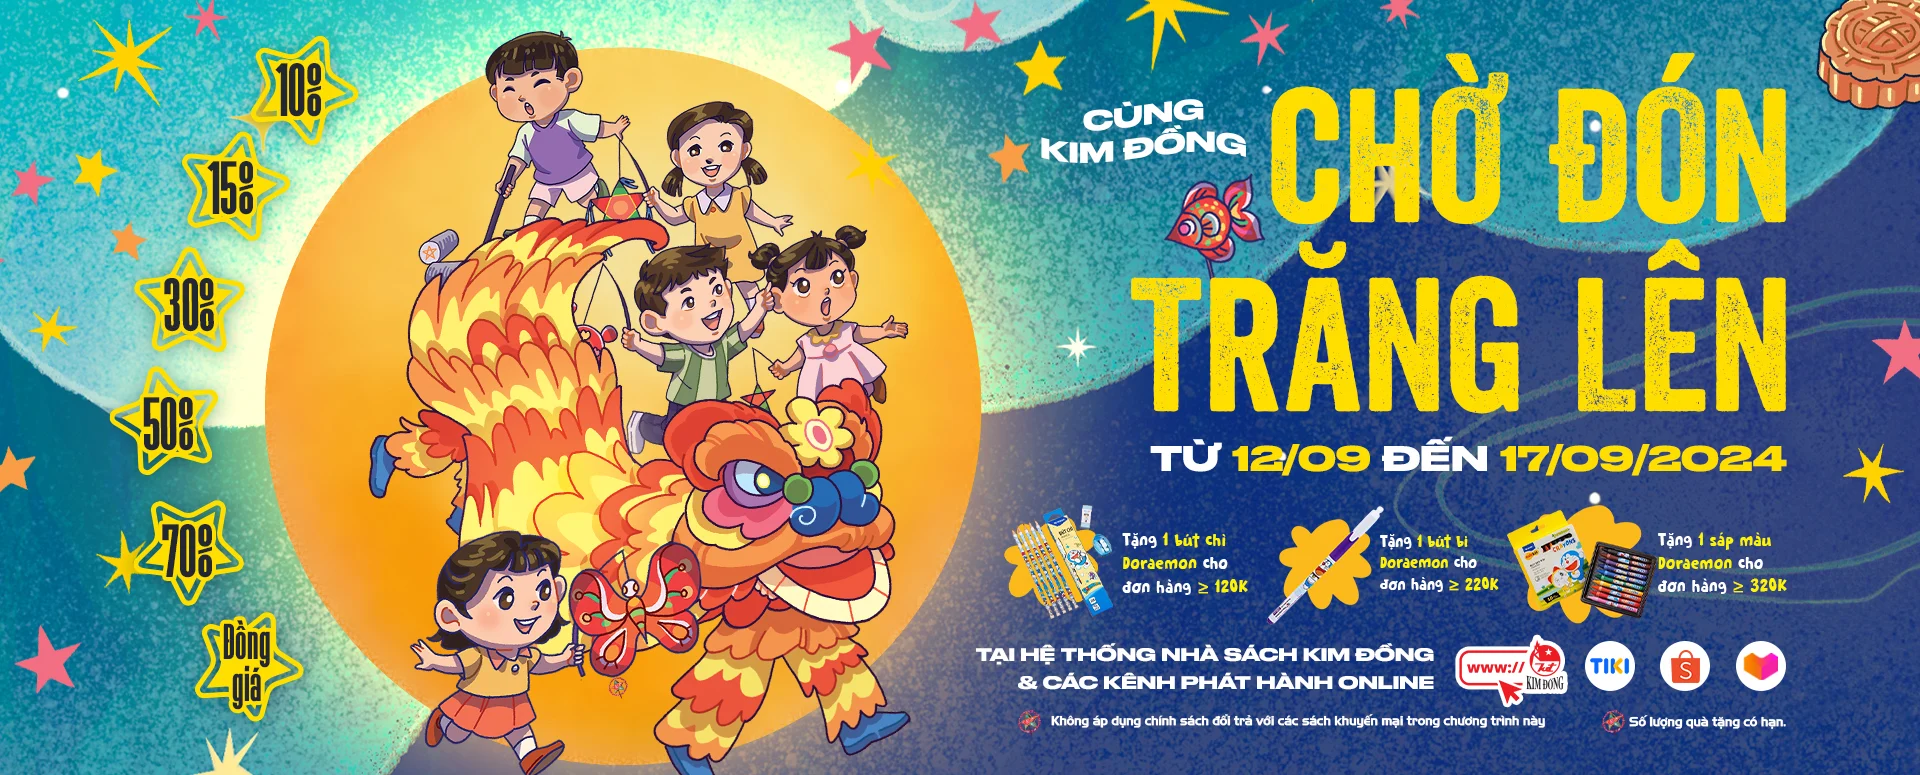 10%
15%
30%
50%
70%
Đồng
giá
CÙNG
KIM ĐỒNG
CHỜ ĐÓN
TRĂNG LÊN
TỪ 12/09 ĐẾN 17/09/2024
Tặng 1 bút chì
Doraemon cho
đơn hàng ≥ 120K
Tặng 1 bút bi
Doraemon cho
đơn hàng ≥ 220K
Tặng 1 sáp màu
Doraemon cho
đơn hàng ≥ 320K
TẠI HỆ THỐNG NHÀ SÁCH KIM ĐỒNG
& CÁC KÊNH PHÁT HÀNH ONLINE
www://
KIM ĐỒNG
TIKI
S
Không áp dụng chính sách đổi trả với các sách khuyến mại trong chương trình này
Số lượng quà tặng có hạn.